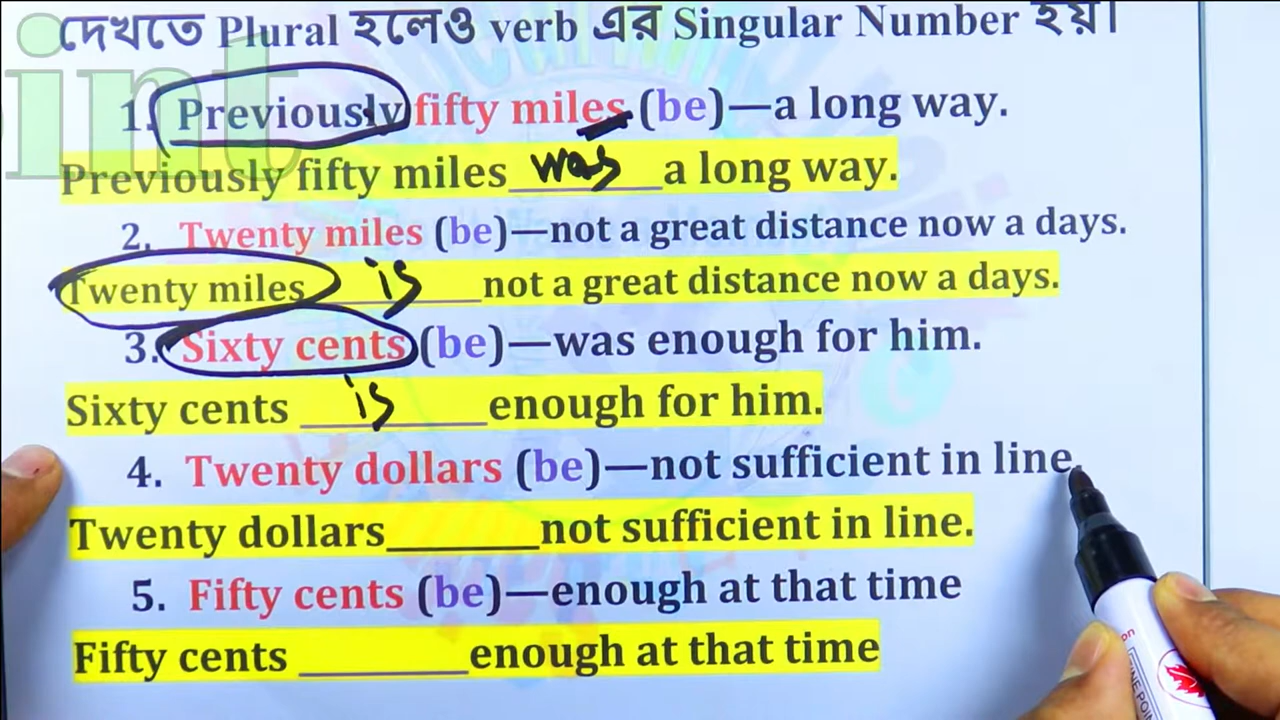 দেখতে Plural হলেও verb এর Singular Number হয়।
int
1. Previously fifty miles (be)—a long way.
Previously fifty miles was a long way.
2. Twenty miles (be)—not a great distance now a days.
Twenty miles is not a great distance now a days.
3. Sixty cents (be)—was enough for him.
Sixty cents is enough for him.
4. Twenty dollars (be)—not sufficient in line.
Twenty dollars______not sufficient in line.
5. Fifty cents (be)—enough at that time
Fifty cents ______enough at that time